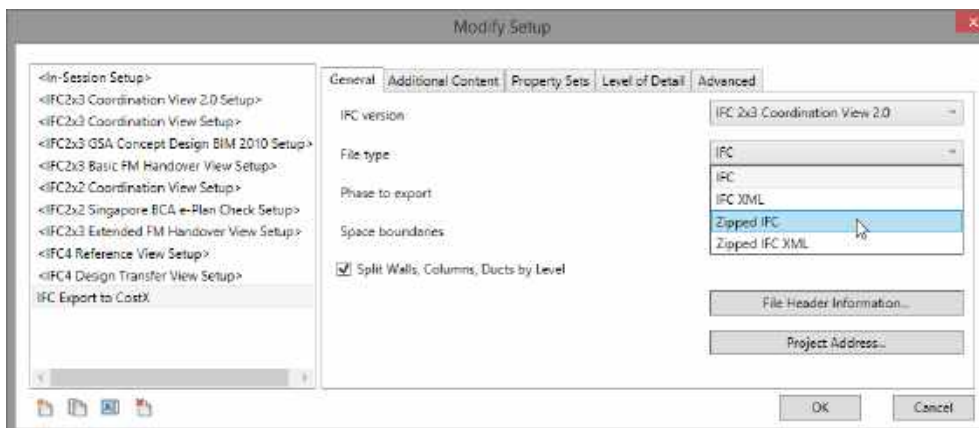 Modify Setup
<In-Session Setup>
<IFC2x3 Coordination View 2.0 Setup>
<IFC2x3 Coordination View Setup>
<IFC2x3 GSA Concept Design BIM 2010 Setup>
<IFC2x3 Basic FM Handover View Setup>
<IFC2x2 Coordination View Setup>
<IFC2x2 Singapore BCA e-Plan Check Setup>
<IFC2x3 Extended FM Handover View Setup>
<IFC4 Reference View Setup>
<IFC4 Design Transfer View Setup>
IFC Export to CostX
General Additional Content Property Sets Level of Detail Advanced
IFC version IFC 2x3 Coordination View 2.0
File type IFC
IFC
Phase to export IFC XML
Zipped IFC
Space boundaries Zipped IFC XML
Split Walls, Columns, Ducts by Level
File Header Information...
Project Address...
OK Cancel